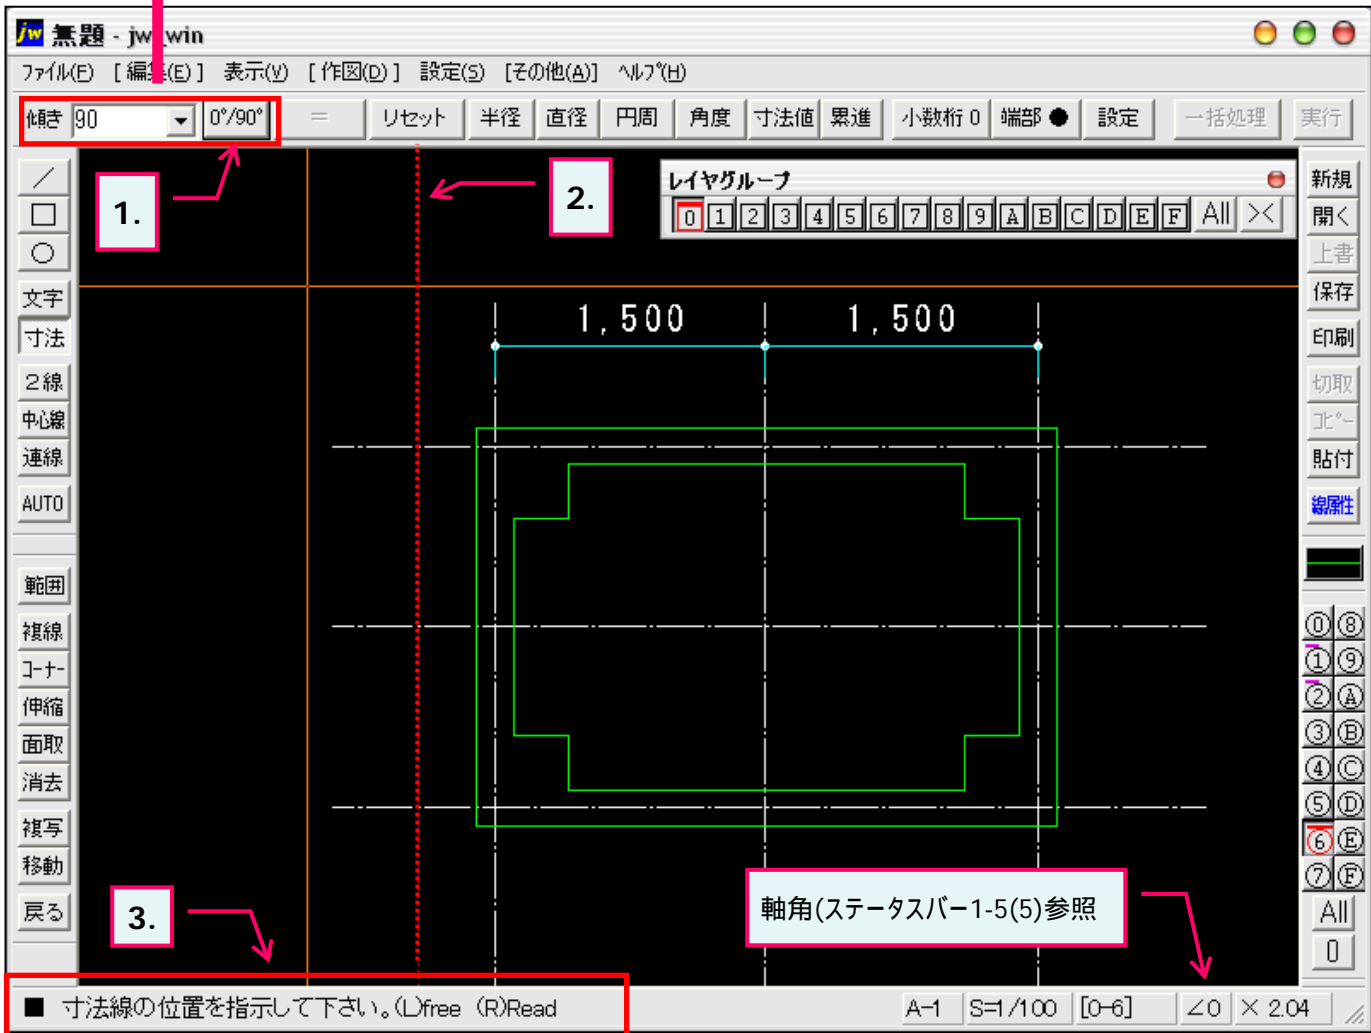 無題 - jw_win
ﾌｧｲﾙ(F) [編集(E)] 表示(V) [作図(D)] 設定(S) [その他(A)] ﾍﾙﾌﾟ(H)
傾き 90 0°/90° = リセット 半径 直径 円周 角度 寸法値 累進 小数桁 0 端部 ● 設定 一括処理 実行
1.
2.
レイヤグループ
0 1 2 3 4 5 6 7 8 9 A B C D E F All ><
／
□
○
文字
寸法
２線
中心線
連線
AUTO
範囲
複線
ｺｰﾅｰ
伸縮
面取
消去
複写
移動
戻る
1,500 1,500
新規
開く
上書
保存
印刷
切取
ｺﾋﾟｰ
貼付
線属性
⓪ ⑧
① ⑨
② Ⓐ
③ Ⓑ
④ Ⓒ
⑤ Ⓓ
⑥ Ⓔ
⑦ Ⓕ
All
0
3.
軸角(ステータスバー1-5(5)参照
■ 寸法線の位置を指示して下さい。(L)free (R)Read
A-1 S=1/100 [0-6] ∠0 × 2.04